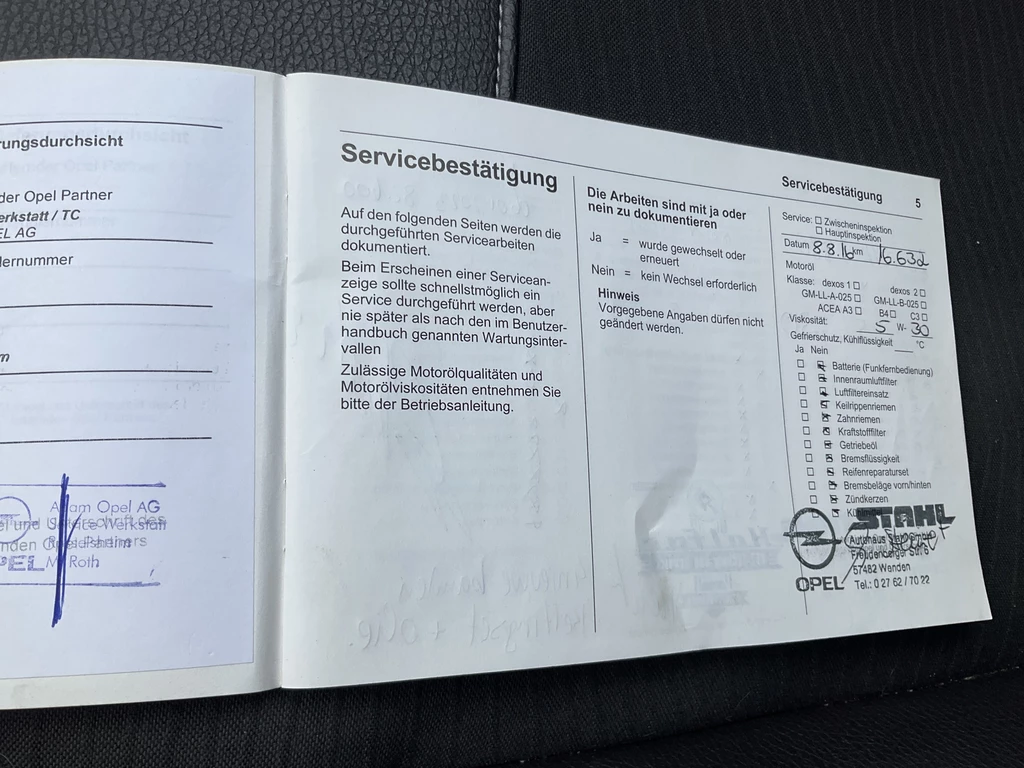 rungsdurchsicht
der Opel Partner
erkstatt / TC
EL AG
lernummer
m
Adam Opel AG
M. Roth
Servicebestätigung
Auf den folgenden Seiten werden die
durchgeführten Servicearbeiten
dokumentiert.
Beim Erscheinen einer Servicean-
zeige sollte schnellstmöglich ein
Service durchgeführt werden, aber
nie später als nach den im Benutzer-
handbuch genannten Wartungsinter-
vallen
Zulässige Motorölqualitäten und
Motorölviskositäten entnehmen Sie
bitte der Betriebsanleitung.
Die Arbeiten sind mit ja oder
nein zu dokumentieren
Ja = wurde gewechselt oder
erneuert
Nein = kein Wechsel erforderlich
Hinweis
Vorgegebene Angaben dürfen nicht
geändert werden.
Servicebestätigung 5
Service: Zwischeninspektion
Hauptinspektion
Datum 8.8.16 km 16.632
Motoröl
Klasse: dexos 1 dexos 2
GM-LL-A-025 GM-LL-B-025
ACEA A3 B4 C3
Viskosität: 5 W- 30
Gefrierschutz, Kühlflüssigkeit °C
Ja Nein
Batterie (Funkfernbedienung)
Innenraumluftfilter
Luftfiltereinsatz
Keilrippenriemen
Zahnriemen
Kraftstofffilter
Getriebeöl
Bremsflüssigkeit
Reifenreparaturset
Bremsbeläge vorn/hinten
Zündkerzen
STAHL
Autohaus Stahl GmbH
Freudenberger Str.
57482 Wenden
OPEL Tel.: 0 27 62 / 70 22